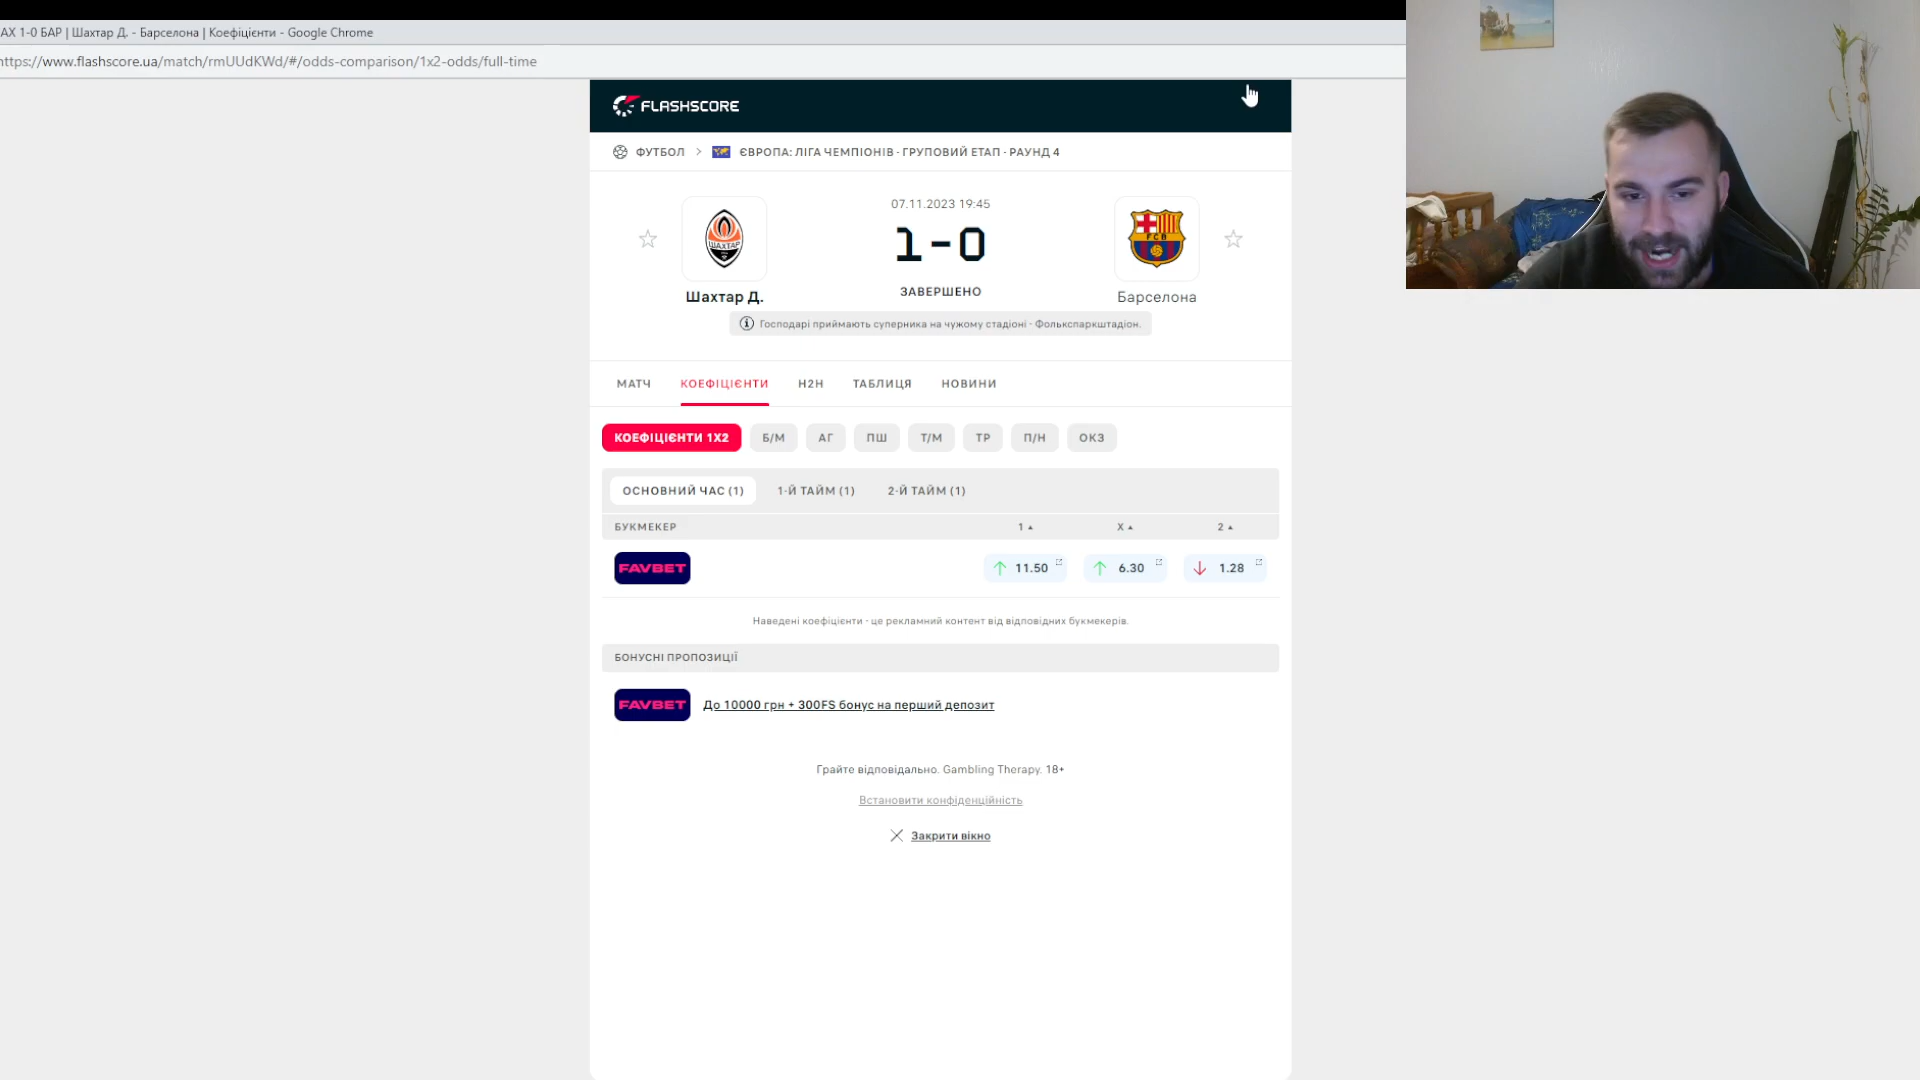 АХ 1-0 БАР | Шахтар Д. - Барселона | Коефіцієнти - Google Chrome
https://www.flashscore.ua/match/rmUUdKWd/#/odds-comparison/1x2-odds/full-time
FLASHSCORE
ФУТБОЛ > ЄВРОПА: ЛІГА ЧЕМПІОНІВ - ГРУПОВИЙ ЕТАП - РАУНД 4
07.11.2023 19:45
1-0
ШАХТАР
FCB
ЗАВЕРШЕНО
Шахтар Д.
Барселона
Господарі приймають суперника на чужому стадіоні - Фолькспаркштадіон.
МАТЧ КОЕФІЦІЄНТИ H2H ТАБЛИЦЯ НОВИНИ
КОЕФІЦІЄНТИ 1X2 Б/М АГ ПШ Т/М ТР П/Н ОКЗ
ОСНОВНИЙ ЧАС (1) 1-Й ТАЙМ (1) 2-Й ТАЙМ (1)
БУКМЕКЕР 1 X 2
FAVBET 11.50 6.30 1.28
Наведені коефіцієнти - це рекламний контент від відповідних букмекерів.
БОНУСНІ ПРОПОЗИЦІЇ
FAVBET До 10000 грн + 300FS бонус на перший депозит
Грайте відповідально. Gambling Therapy. 18+
Встановити конфіденційність
Закрити вікно